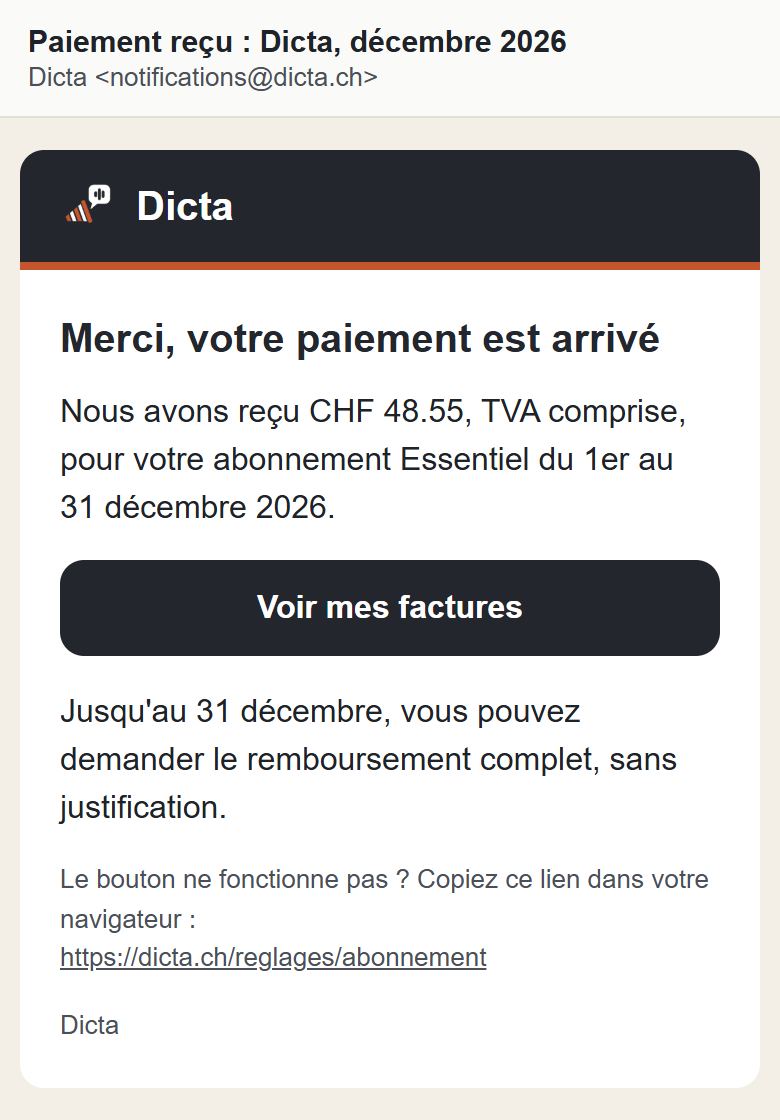 Paiement reçu : Dicta, décembre 2026
Dicta <notifications@dicta.ch>
Dicta
Merci, votre paiement est arrivé
Nous avons reçu CHF 48.55, TVA comprise,
pour votre abonnement Essentiel du 1er au
31 décembre 2026.
Voir mes factures
Jusqu'au 31 décembre, vous pouvez
demander le remboursement complet, sans
justification.
Le bouton ne fonctionne pas ? Copiez ce lien dans votre
navigateur :
https://dicta.ch/reglages/abonnement
Dicta